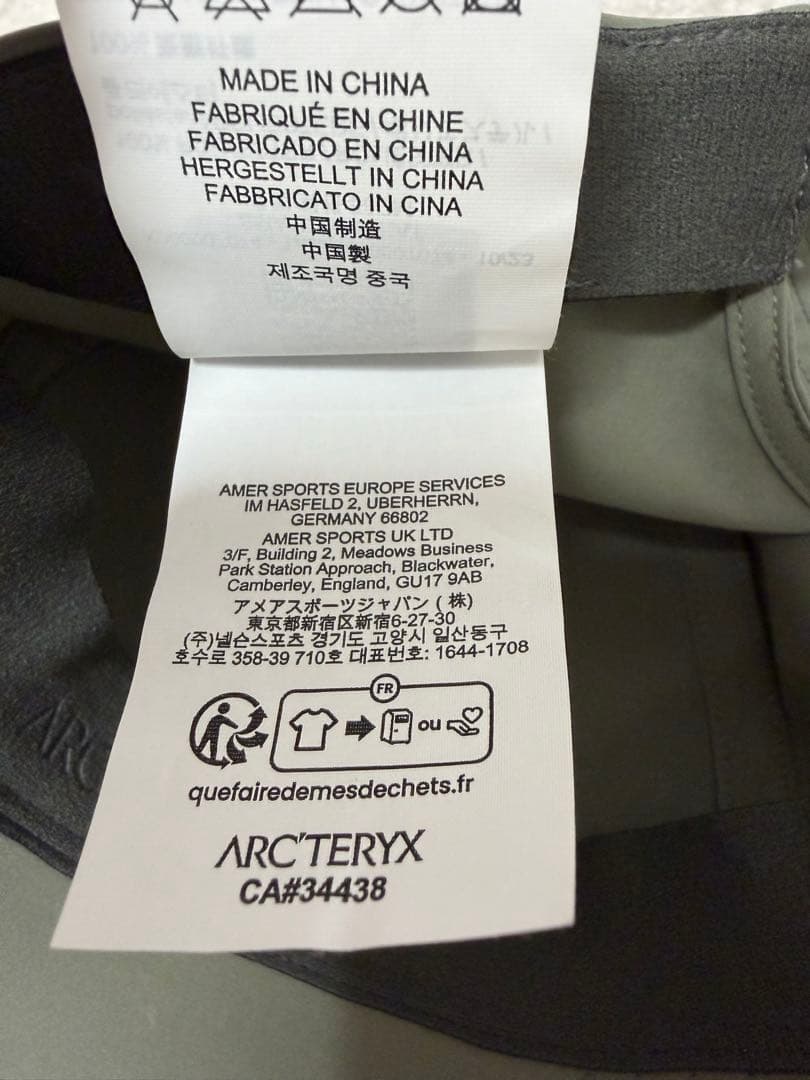 MADE IN CHINA
FABRIQUÉ EN CHINE
FABRICADO EN CHINA
HERGESTELLT IN CHINA
FABBRICATO IN CINA
中国制造
中国製
제조국명 중국
AMER SPORTS EUROPE SERVICES
IM HASFELD 2, UBERHERRN,
GERMANY 66802
AMER SPORTS UK LTD
3/F, Building 2, Meadows Business
Park Station Approach, Blackwater,
Camberley, England, GU17 9AB
アメアスポーツジャパン (株)
東京都新宿区新宿6-27-30
(주)넬슨스포츠 경기도 고양시 일산동구
호수로 358-39 710호 대표번호: 1644-1708
FR
ou
quefairedemesdechets.fr
ARC'TERYX
CA#34438
ARC